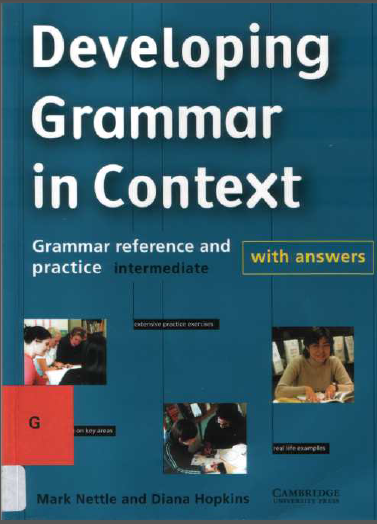 Developing
Grammar
in Context
Grammar reference and
practice intermediate
with answers
extensive practice exercises
G
on key areas
real life examples
Mark Nettle and Diana Hopkins
CAMBRIDGE
UNIVERSITY PRESS